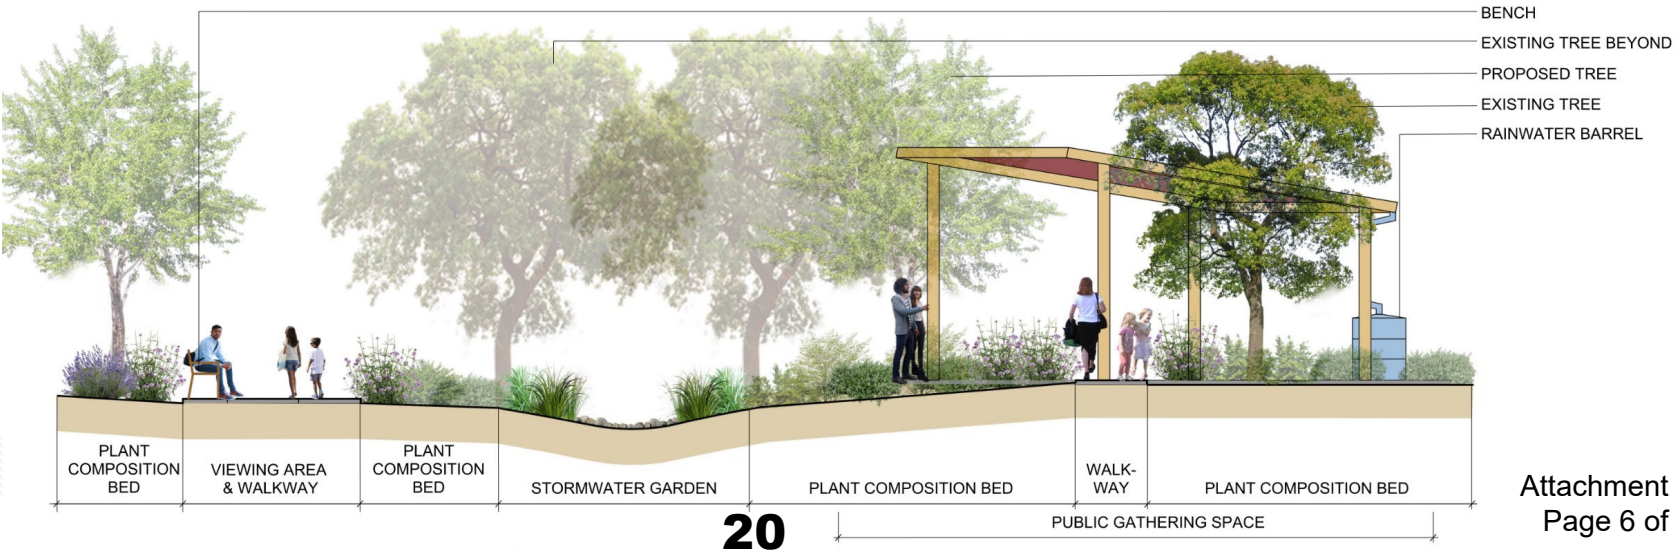 BENCH
EXISTING TREE BEYOND
PROPOSED TREE
EXISTING TREE
RAINWATER BARREL
PLANT
COMPOSITION
BED
VIEWING AREA
& WALKWAY
PLANT
COMPOSITION
BED
STORMWATER GARDEN
PLANT COMPOSITION BED
WALK-
WAY
PLANT COMPOSITION BED
PUBLIC GATHERING SPACE
20
Attachment
Page 6 of